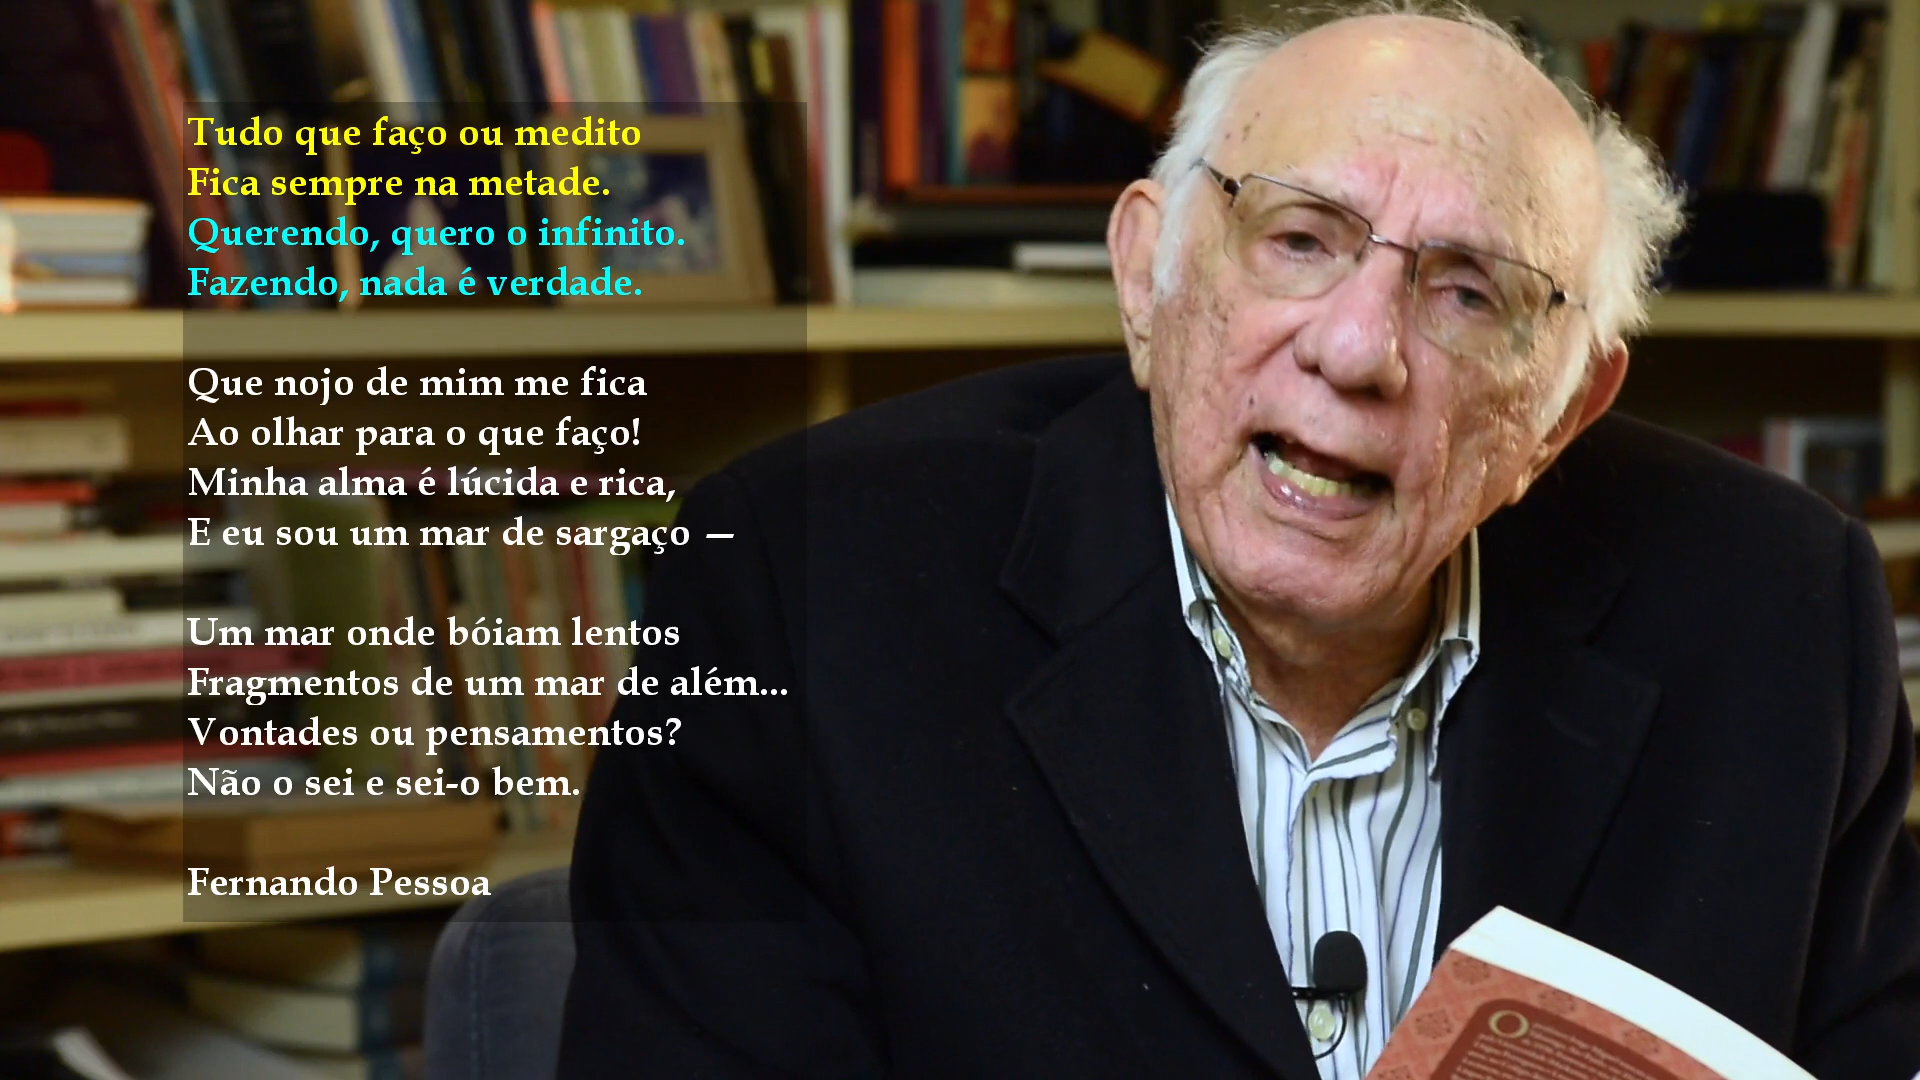 Tudo que faço ou medito
Fica sempre na metade.
Querendo, quero o infinito.
Fazendo, nada é verdade.
Que nojo de mim me fica
Ao olhar para o que faço!
Minha alma é lúcida e rica,
E eu sou um mar de sargaço —
Um mar onde bóiam lentos
Fragmentos de um mar de além...
Vontades ou pensamentos?
Não o sei e sei-o bem.
Fernando Pessoa